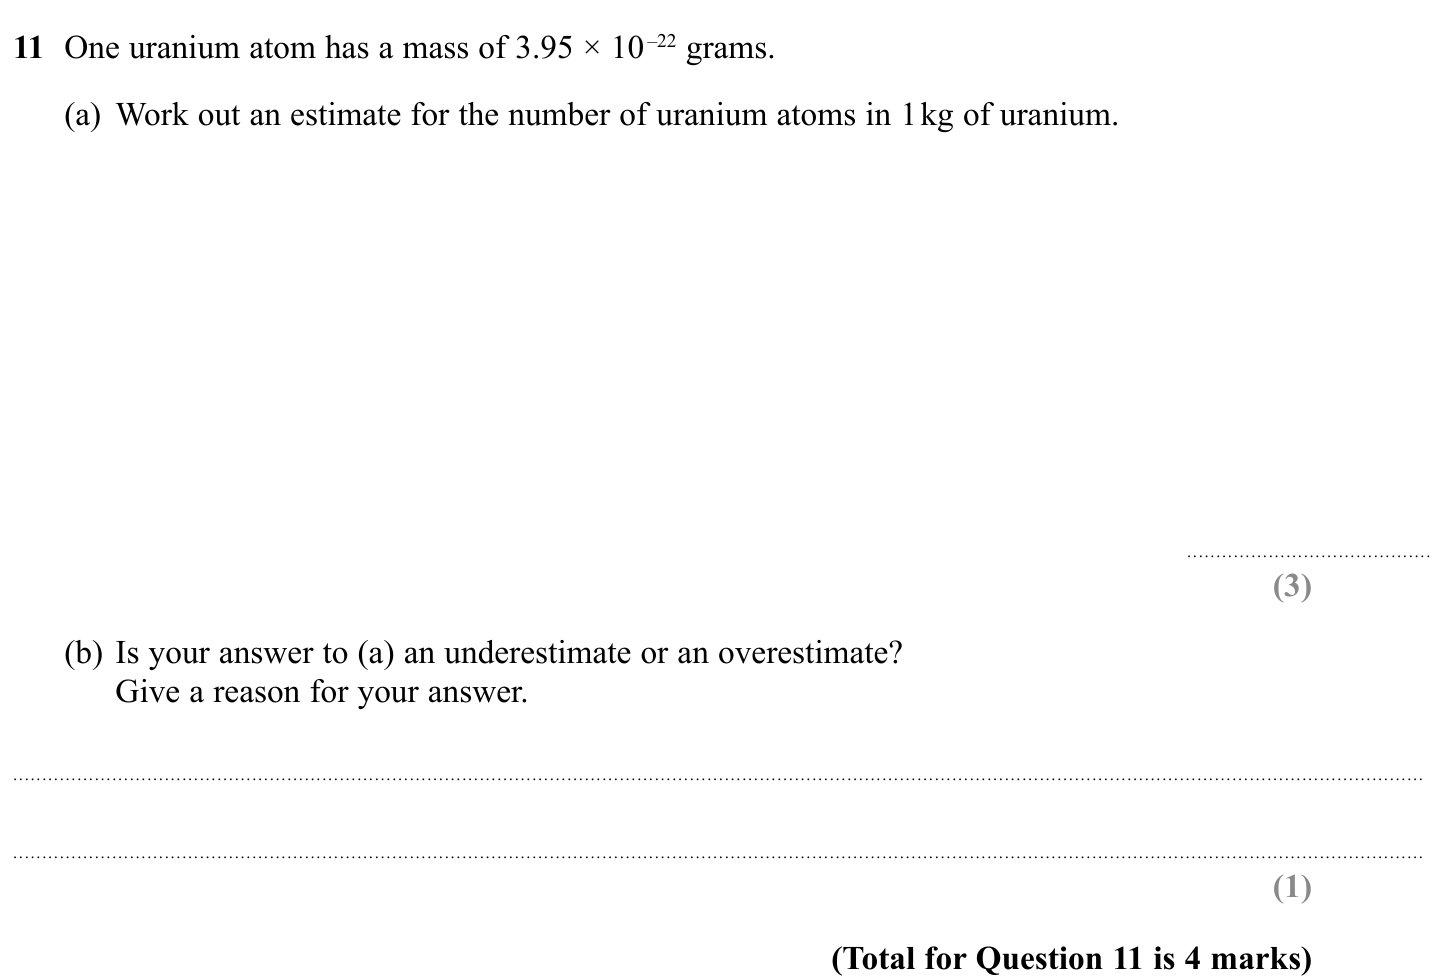 11 One uranium atom has a mass of 3.95 × 10⁻²² grams.
(a) Work out an estimate for the number of uranium atoms in 1 kg of uranium.
(3)
(b) Is your answer to (a) an underestimate or an overestimate?
Give a reason for your answer.
(1)
(Total for Question 11 is 4 marks)